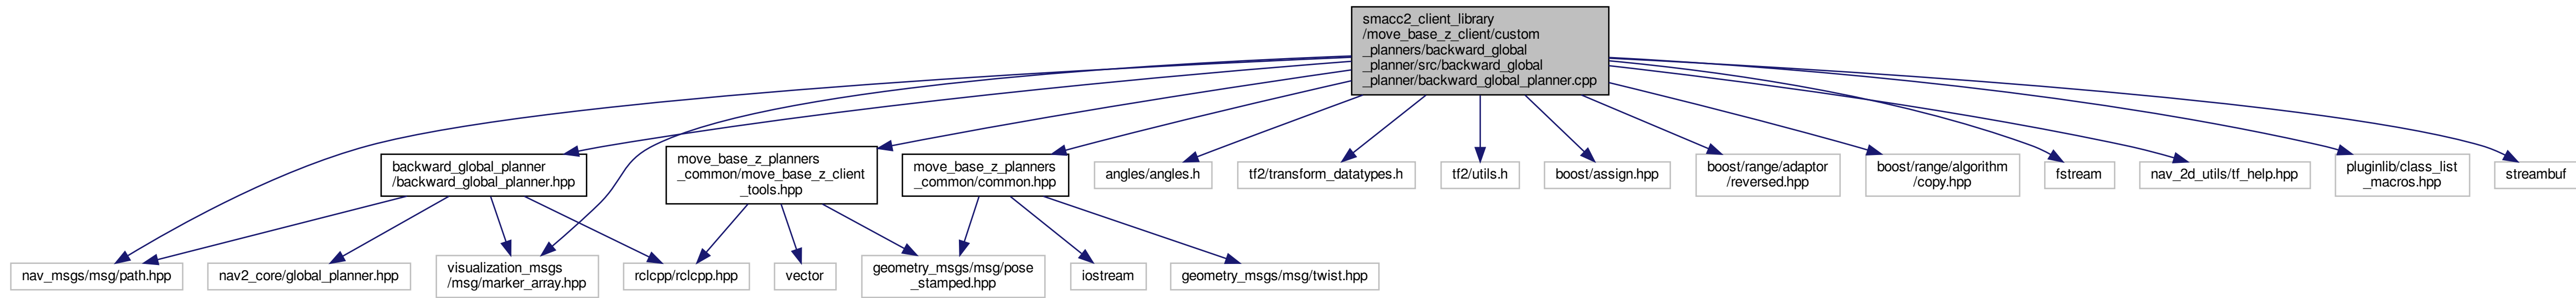 smacc2_client_library
/move_base_z_client/custom
_planners/backward_global
_planner/src/backward_global
_planner/backward_global_planner.cpp
backward_global_planner
/backward_global_planner.hpp
move_base_z_planners
_common/move_base_z_client
_tools.hpp
move_base_z_planners
_common/common.hpp
angles/angles.h
tf2/transform_datatypes.h
tf2/utils.h
boost/assign.hpp
boost/range/adaptor
/reversed.hpp
boost/range/algorithm
/copy.hpp
fstream
nav_2d_utils/tf_help.hpp
pluginlib/class_list
_macros.hpp
streambuf
nav_msgs/msg/path.hpp
nav2_core/global_planner.hpp
visualization_msgs
/msg/marker_array.hpp
rclcpp/rclcpp.hpp
vector
geometry_msgs/msg/pose
_stamped.hpp
iostream
geometry_msgs/msg/twist.hpp